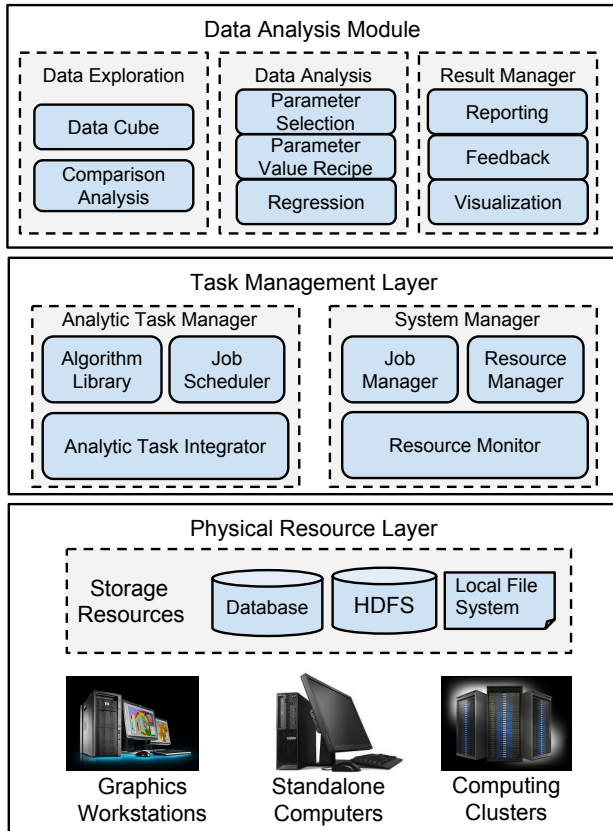 Data Analysis Module
Data Exploration
Data Cube
Comparison
Analysis
Data Analysis
Parameter
Selection
Parameter
Value Recipe
Regression
Result Manager
Reporting
Feedback
Visualization
Task Management Layer
Analytic Task Manager
Algorithm
Library
Job
Scheduler
Analytic Task Integrator
System Manager
Job
Manager
Resource
Manager
Resource Monitor
Physical Resource Layer
Storage
Resources
Database
HDFS
Local File
System
Graphics
Workstations
Standalone
Computers
Computing
Clusters